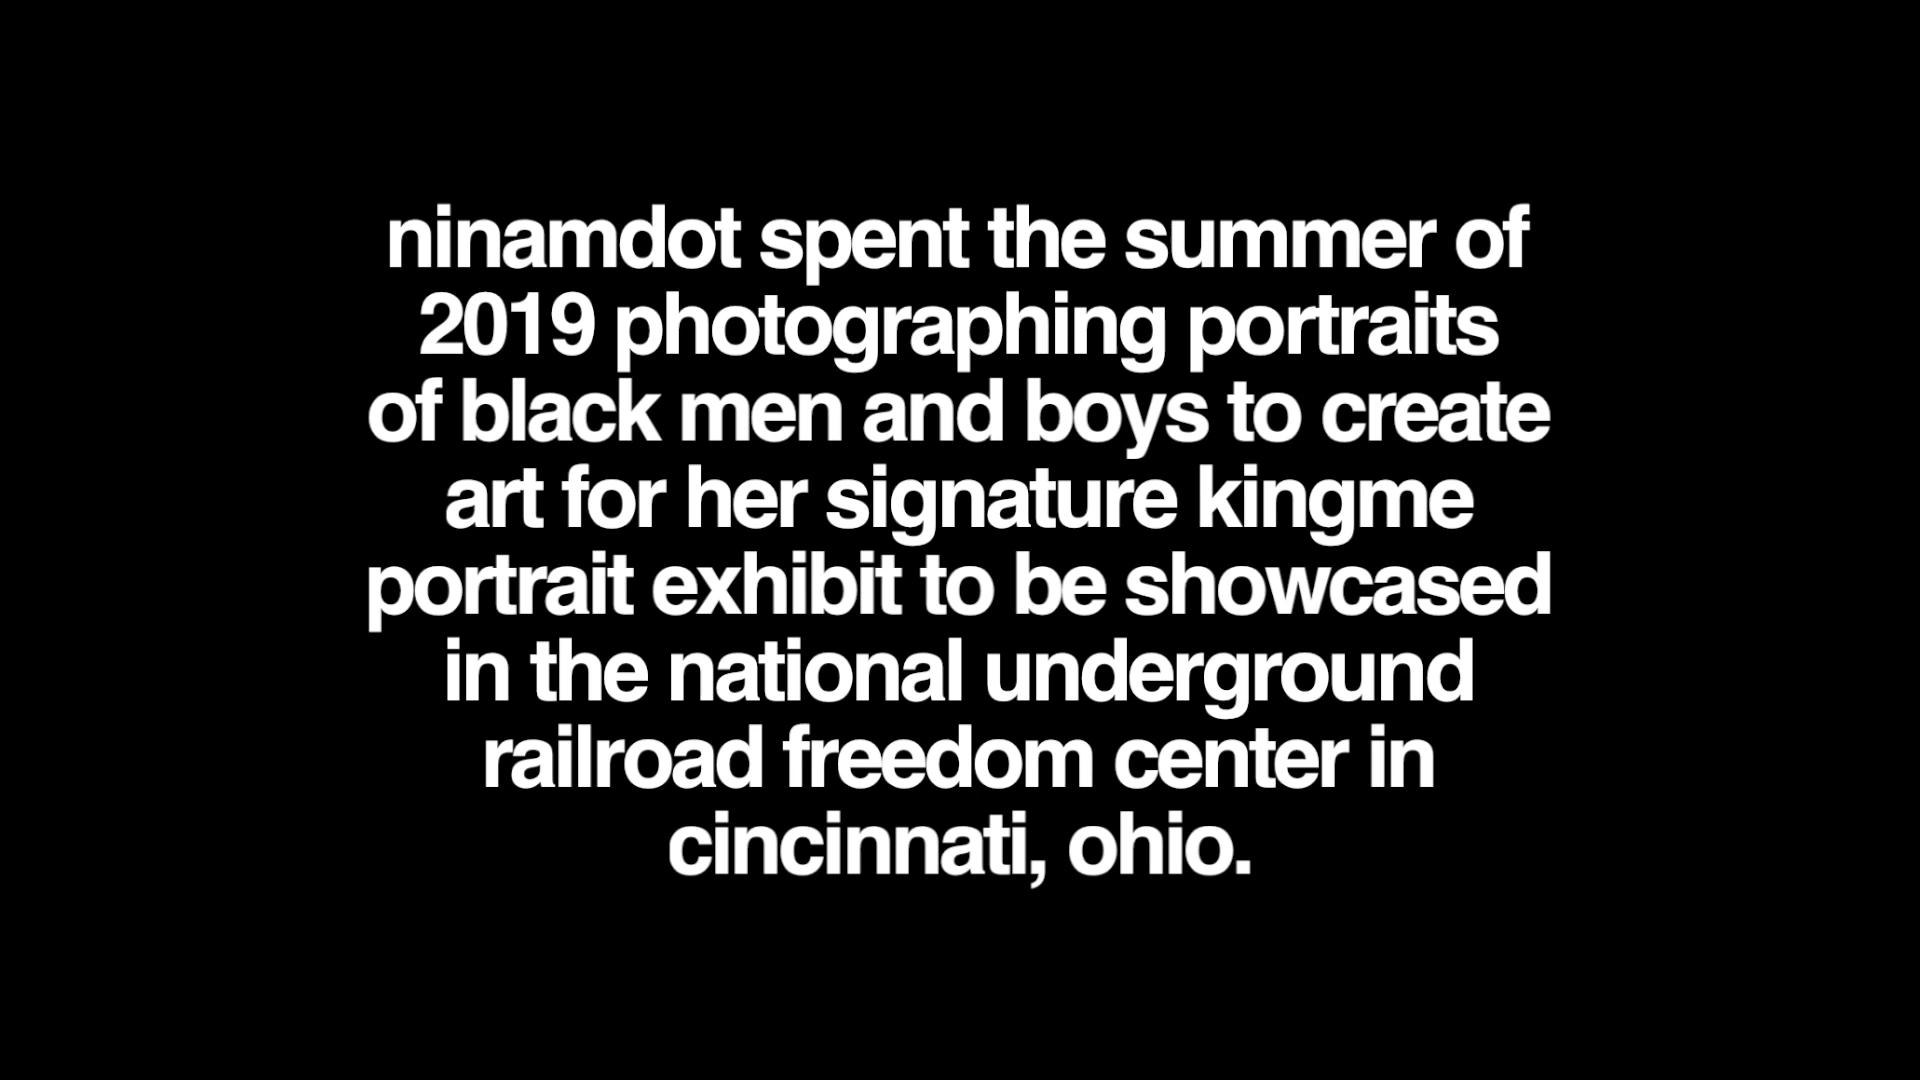 ninamdot spent the summer of
2019 photographing portraits
of black men and boys to create
art for her signature kingme
portrait exhibit to be showcased
in the national underground
railroad freedom center in
cincinnati, ohio.